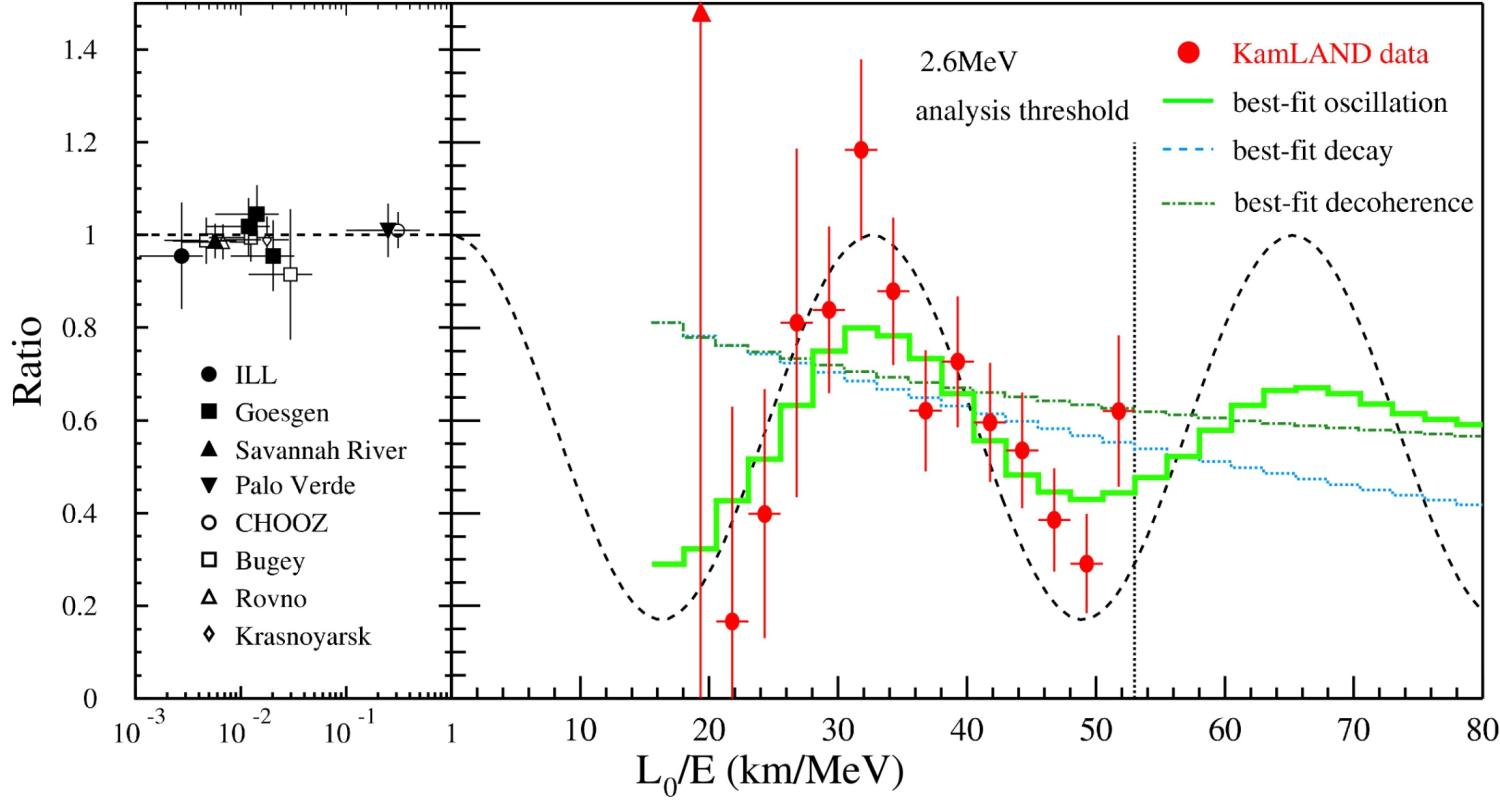 1.4
1.2
1
0.8
0.6
0.4
0.2
0
Ratio
2.6MeV
analysis threshold
KamLAND data
best-fit oscillation
best-fit decay
best-fit decoherence
ILL
Goesgen
Savannah River
Palo Verde
CHOOZ
Bugey
Rovno
Krasnoyarsk
10⁻³ 10⁻² 10⁻¹ 1 10 20 30 40 50 60 70 80
L₀/E (km/MeV)